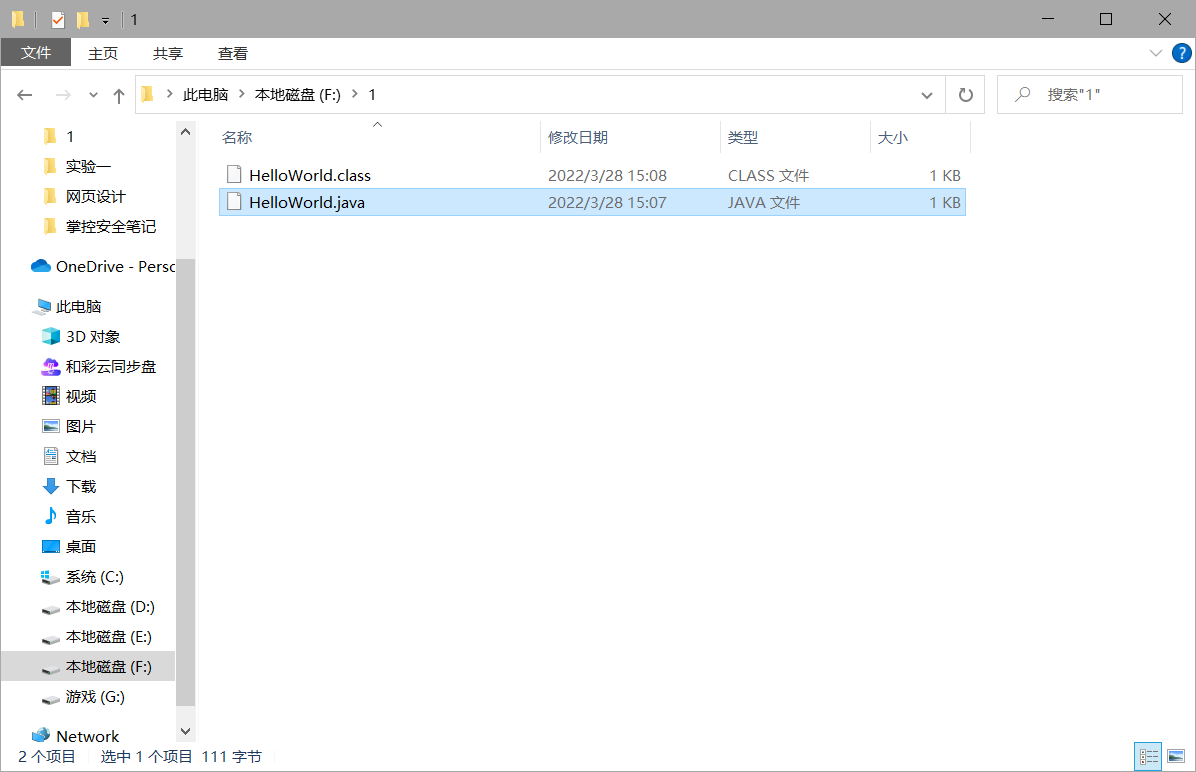 1
文件 主页 共享 查看 ?
此电脑 本地磁盘 (F:) 1 搜索"1"
名称 修改日期 类型 大小
HelloWorld.class 2022/3/28 15:08 CLASS 文件 1 KB
HelloWorld.java 2022/3/28 15:07 JAVA 文件 1 KB
1
实验一
网页设计
掌控安全笔记
OneDrive - Persc
此电脑
3D 对象
和彩云同步盘
视频
图片
文档
下载
音乐
桌面
系统 (C:)
本地磁盘 (D:)
本地磁盘 (E:)
本地磁盘 (F:)
游戏 (G:)
Network
2 个项目 选中 1 个项目 111 字节